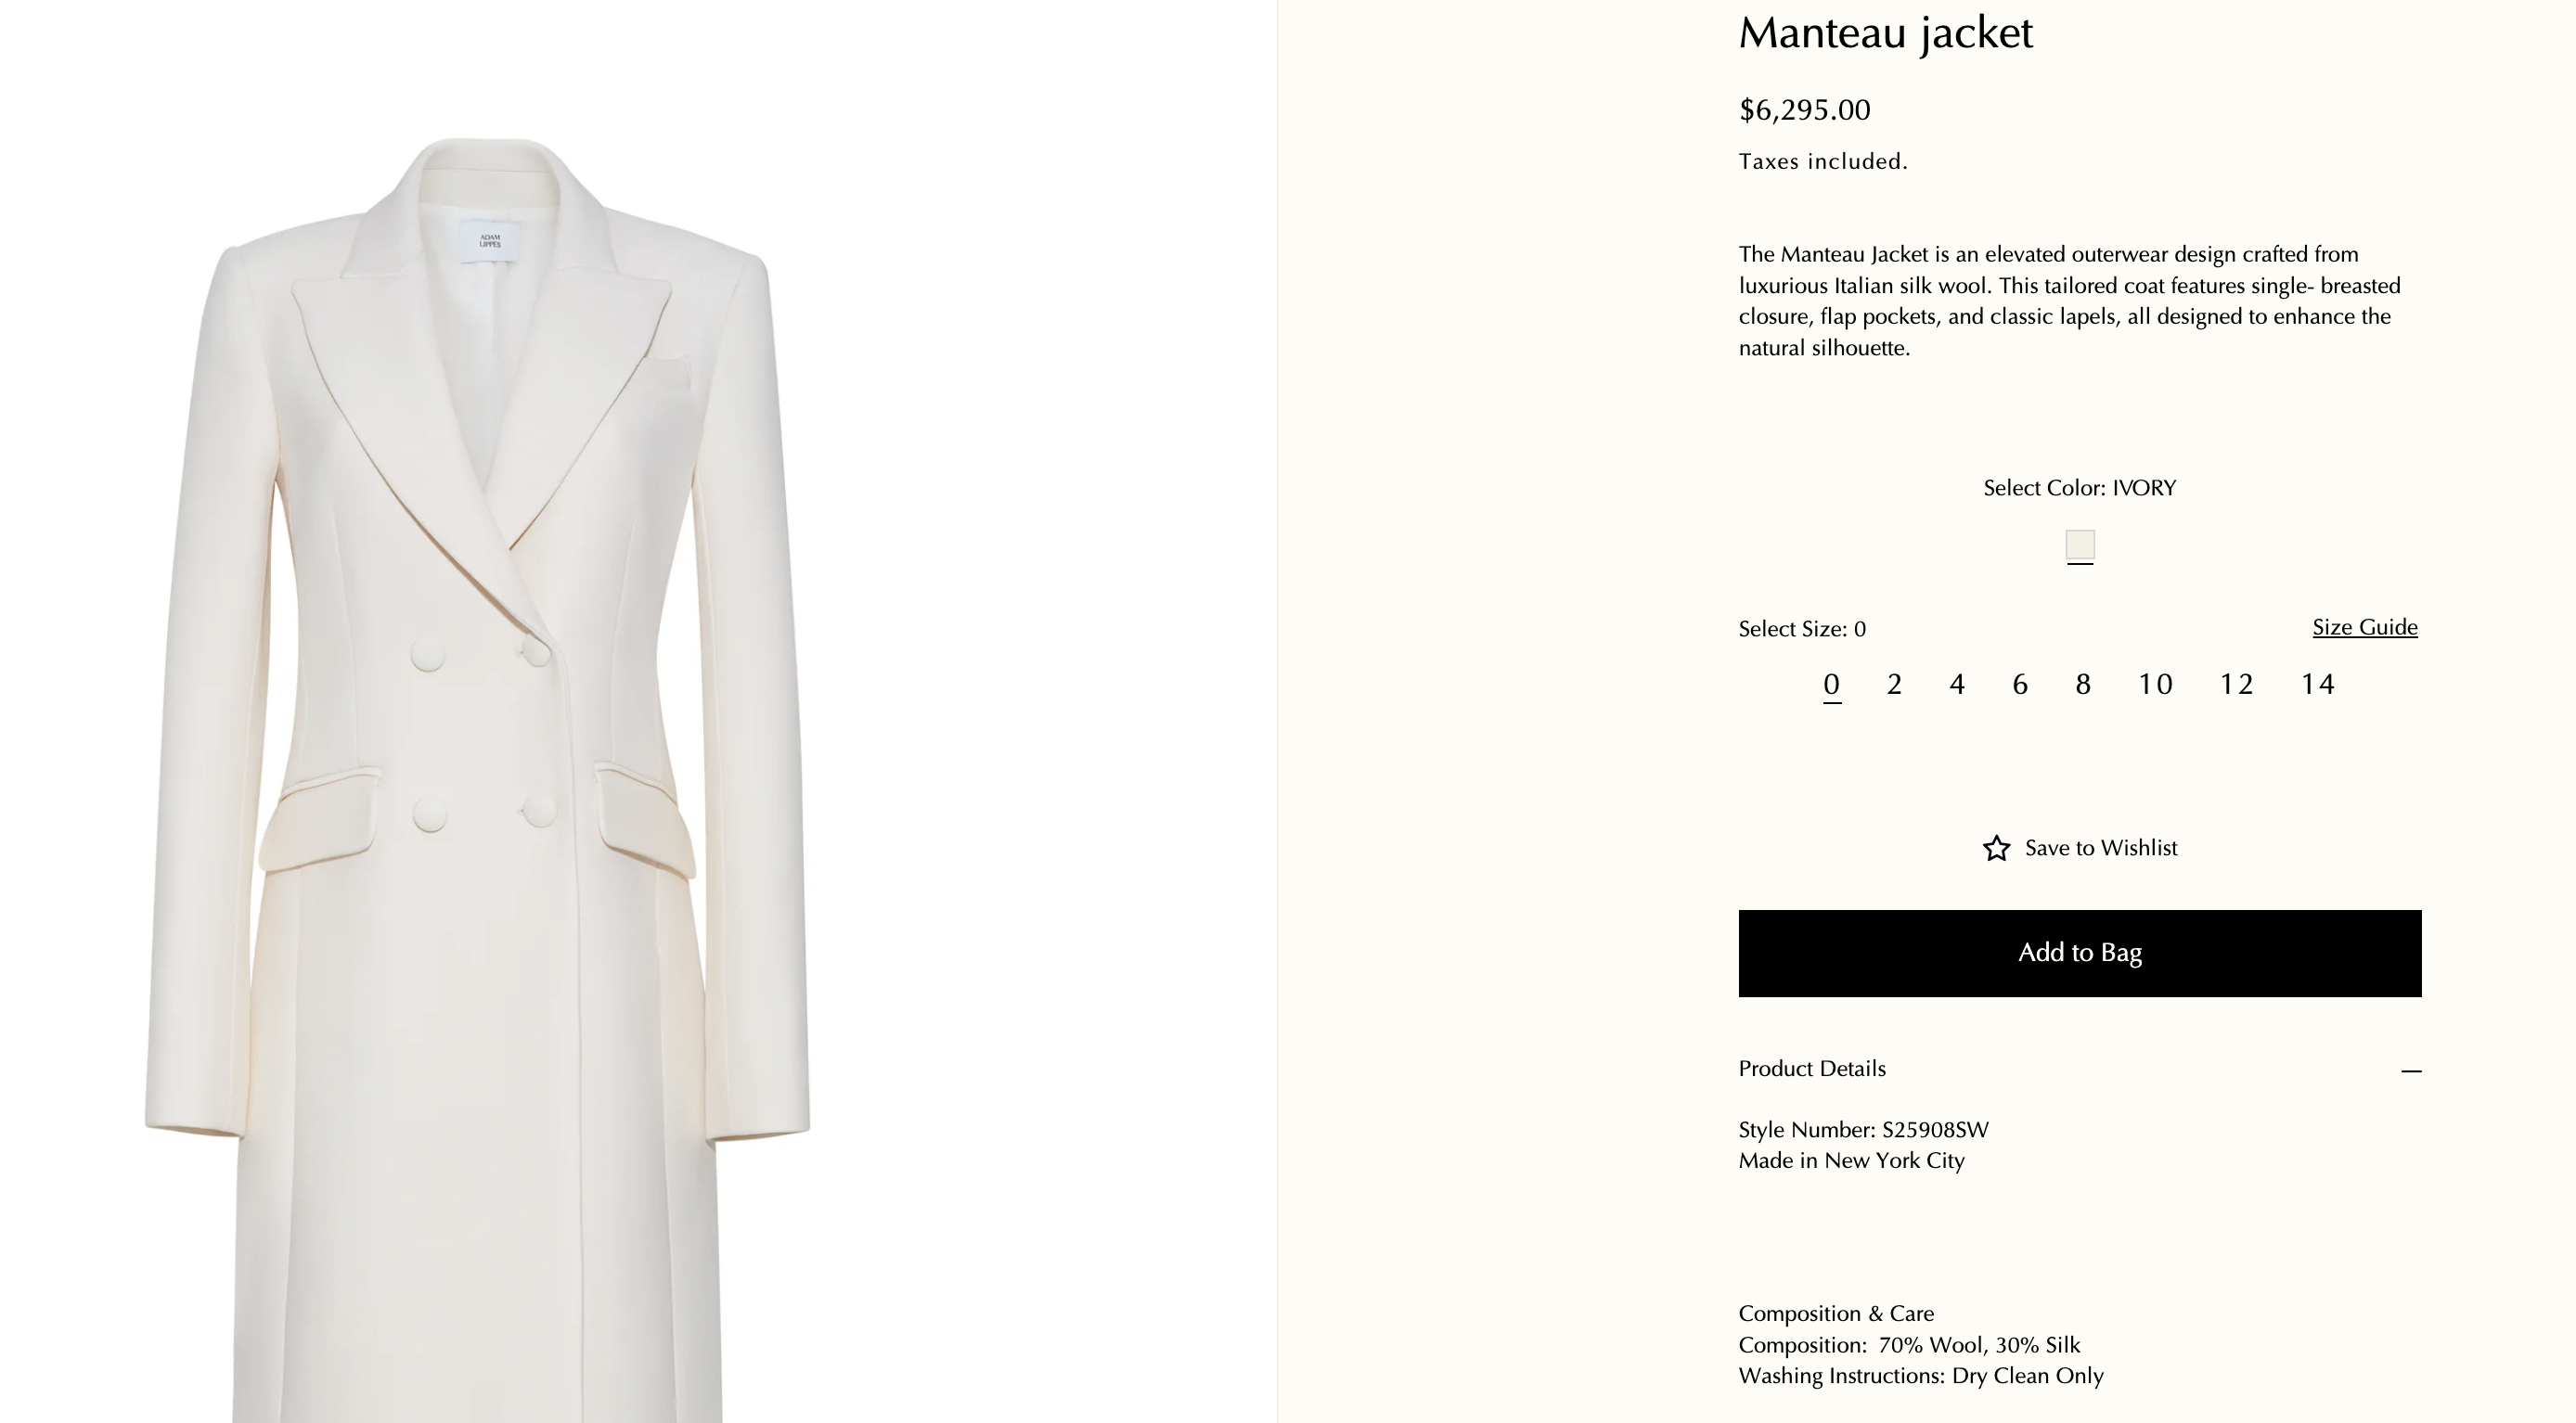 ADAM
LIPPES
Manteau jacket
$6,295.00
Taxes included.
The Manteau Jacket is an elevated outerwear design crafted from
luxurious Italian silk wool. This tailored coat features single- breasted
closure, flap pockets, and classic lapels, all designed to enhance the
natural silhouette.
Select Color: IVORY
Select Size: 0 Size Guide
0 2 4 6 8 10 12 14
Save to Wishlist
Add to Bag
Product Details
Style Number: S25908SW
Made in New York City
Composition & Care
Composition: 70% Wool, 30% Silk
Washing Instructions: Dry Clean Only